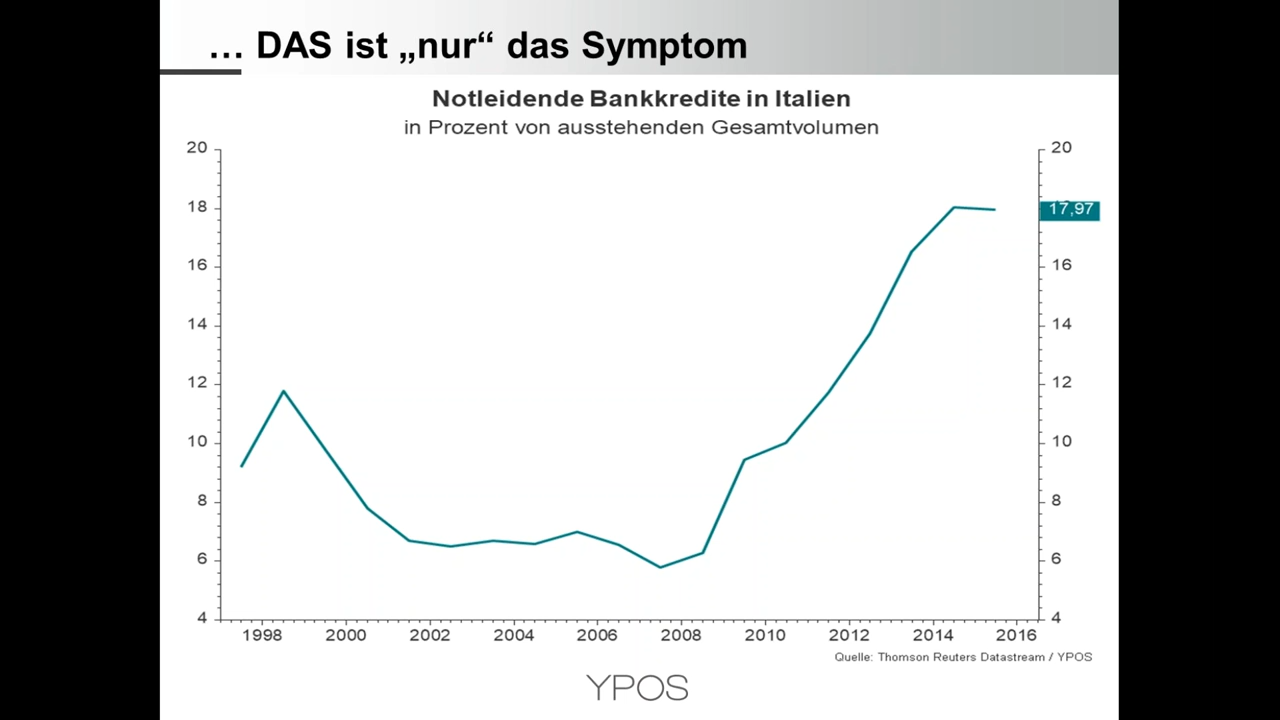 ... DAS ist „nur“ das Symptom
Notleidende Bankkredite in Italien
in Prozent von ausstehenden Gesamtvolumen
20 20
18 18
17,97
16 16
14 14
12 12
10 10
8 8
6 6
4 4
1998 2000 2002 2004 2006 2008 2010 2012 2014 2016
Quelle: Thomson Reuters Datastream / YPOS
YPOS